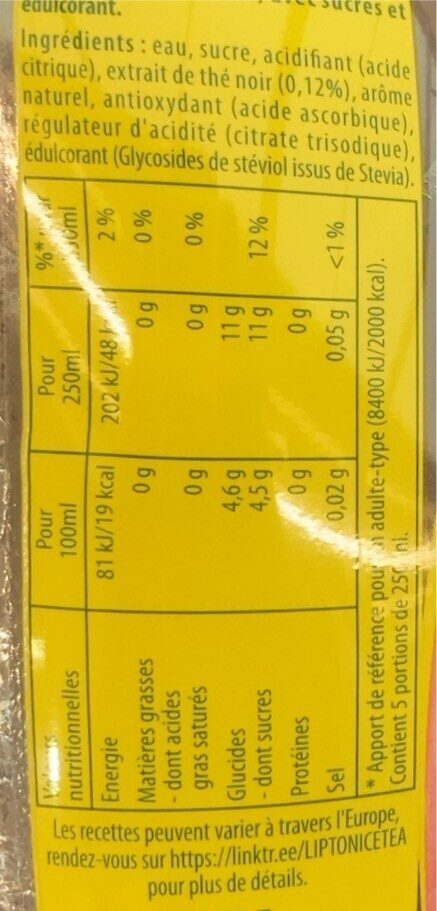 édulcorant.
sucres et
Ingrédients : eau, sucre, acidifiant (acide
citrique), extrait de thé noir (0,12%), arôme
naturel, antioxydant (acide ascorbique),
régulateur d'acidité (citrate trisodique),
édulcorant (Glycosides de stéviol issus de Stevia).
nutritionnelles Pour 100ml Pour 250ml %*
Energie 81 kJ/19 kcal 202 kJ/48 2 %
Matières grasses 0 g 0 g 0 %
- dont acides
gras saturés 0 g 0 g 0 %
Glucides 4,6 g 11 g
- dont sucres 4,5 g 11 g 12 %
Protéines 0 g 0 g
Sel 0,02 g 0,05 g <1 %
* Apport de référence pour un adulte-type (8400 kJ/2000 kcal).
Contient 5 portions de 250ml.
Les recettes peuvent varier à travers l'Europe,
rendez-vous sur https://linktr.ee/LIPTONICETEA
pour plus de détails.